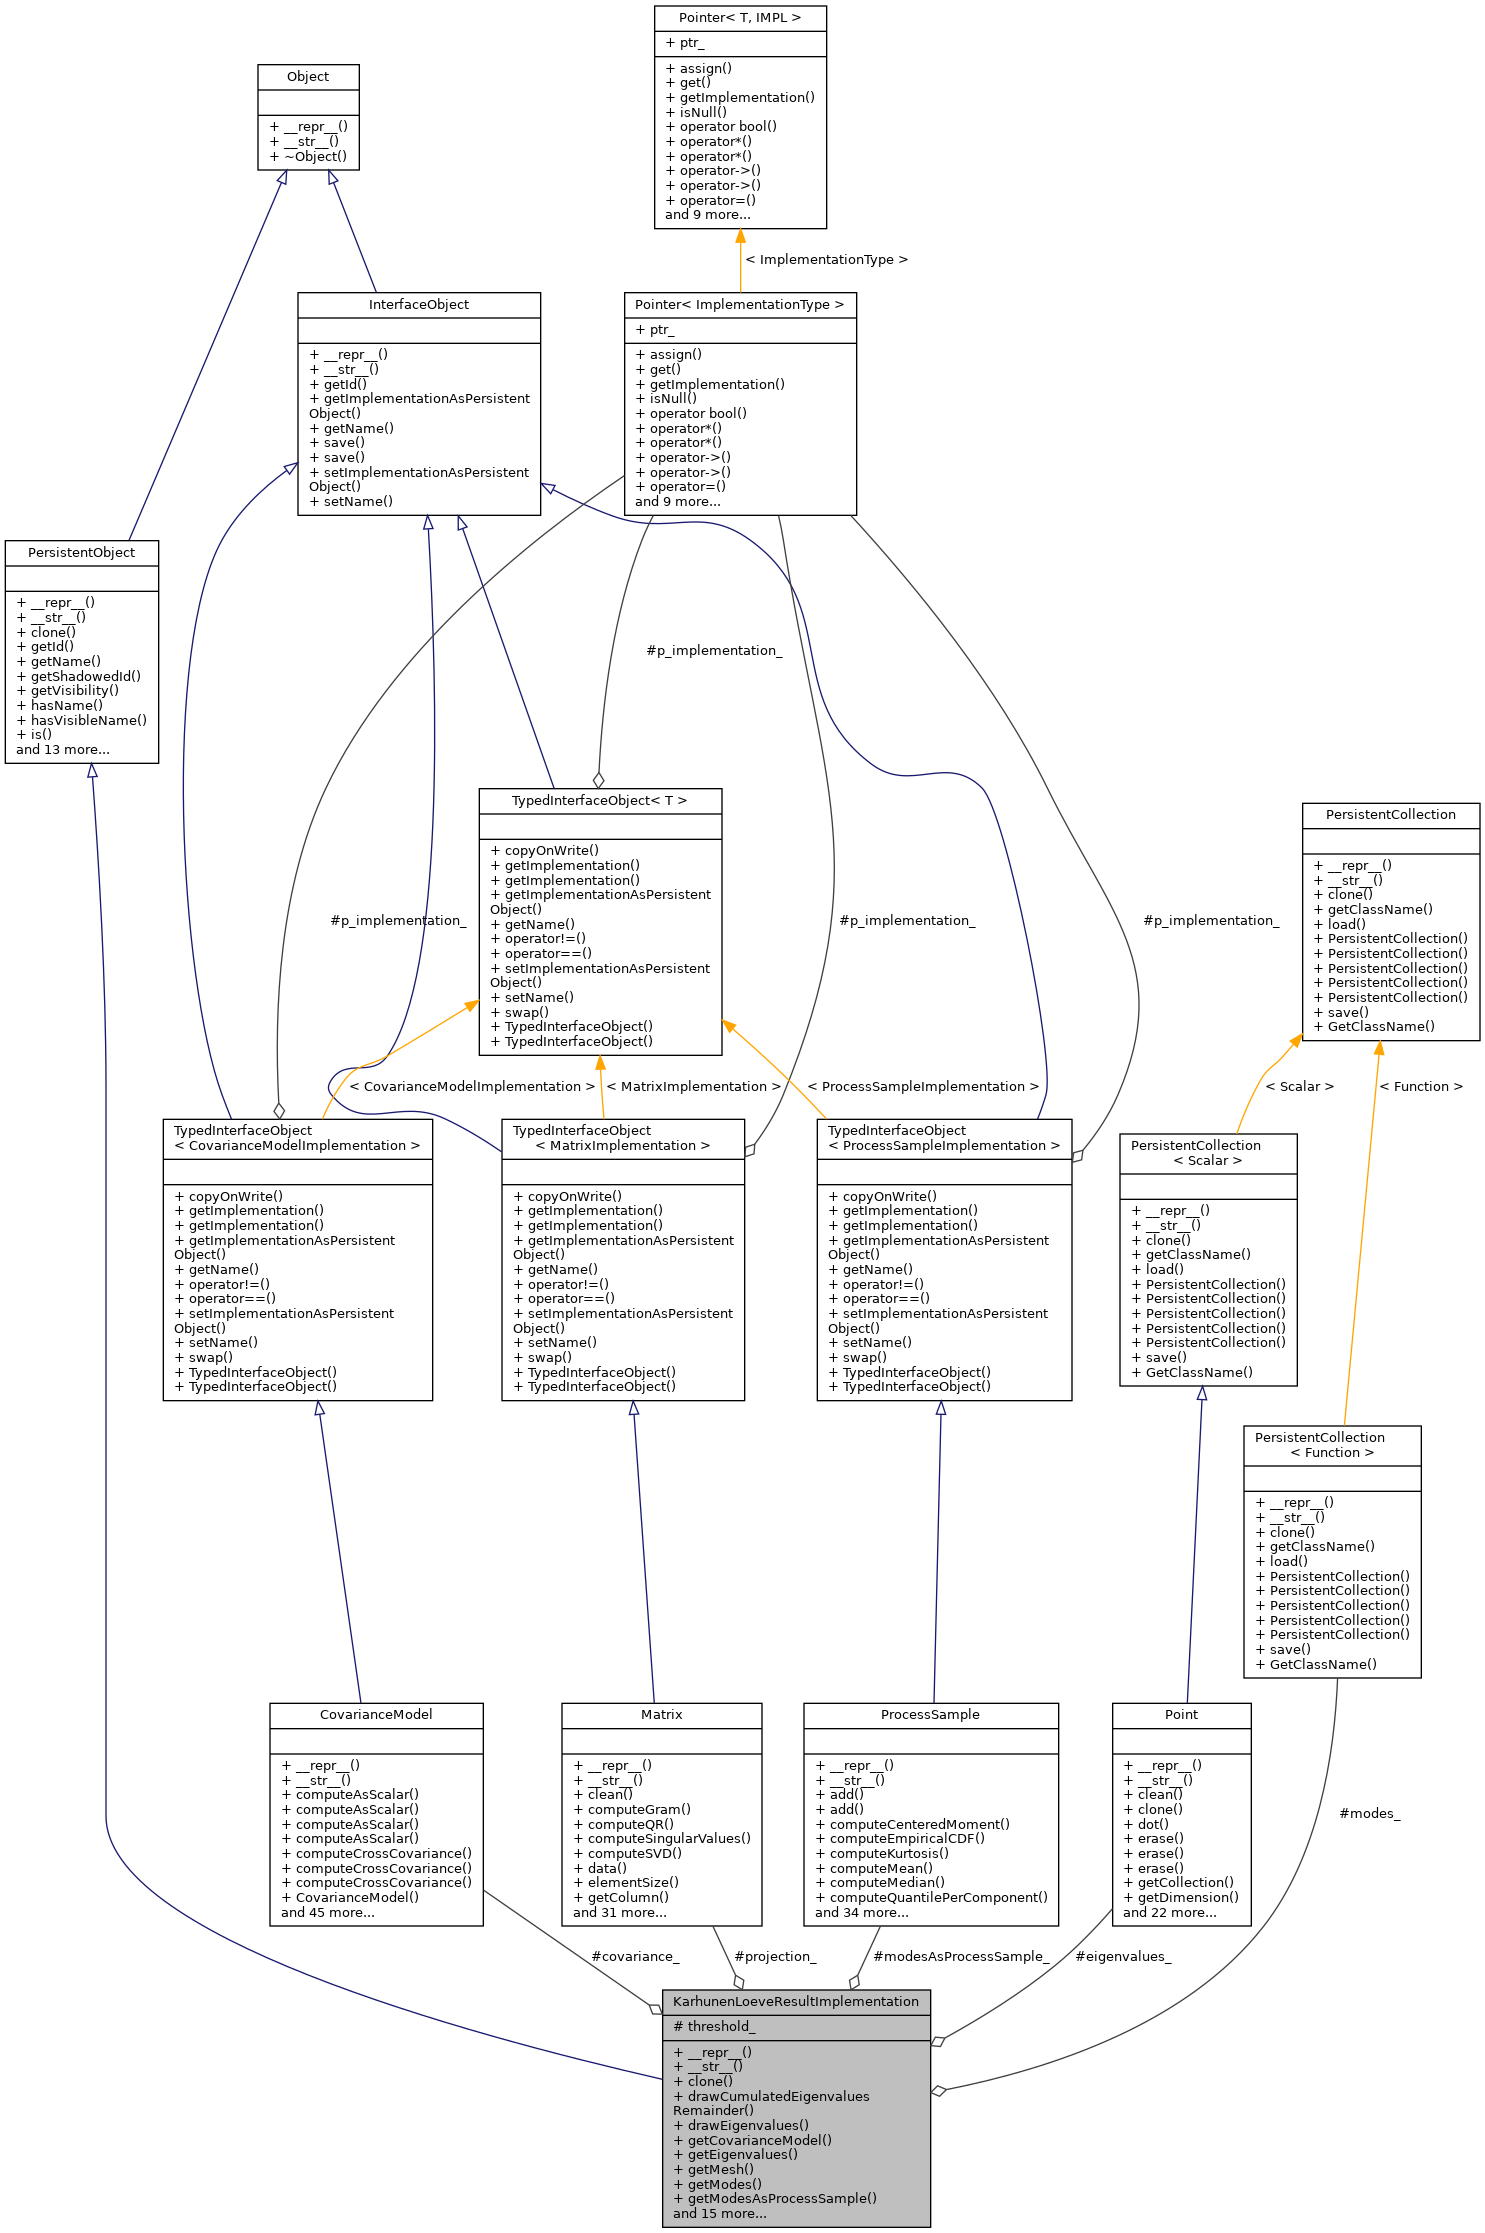 Pointer< T, IMPL >
+ ptr_
+ assign()
+ get()
+ getImplementation()
+ isNull()
+ operator bool()
+ operator*()
+ operator*()
+ operator->()
+ operator->()
+ operator=()
and 9 more...
Object
+ __repr__()
+ __str__()
+ ~Object()
< ImplementationType >
InterfaceObject
+ __repr__()
+ __str__()
+ getId()
+ getImplementationAsPersistent
Object()
+ getName()
+ save()
+ save()
+ setImplementationAsPersistent
Object()
+ setName()
Pointer< ImplementationType >
+ ptr_
+ assign()
+ get()
+ getImplementation()
+ isNull()
+ operator bool()
+ operator*()
+ operator*()
+ operator->()
+ operator->()
+ operator=()
and 9 more...
PersistentObject
+ __repr__()
+ __str__()
+ clone()
+ getId()
+ getName()
+ getShadowedId()
+ getVisibility()
+ hasName()
+ hasVisibleName()
+ is()
and 13 more...
#p_implementation_
TypedInterfaceObject< T >
+ copyOnWrite()
+ getImplementation()
+ getImplementation()
+ getImplementationAsPersistent
Object()
+ getName()
+ operator!=()
+ operator==()
+ setImplementationAsPersistent
Object()
+ setName()
+ swap()
+ TypedInterfaceObject()
+ TypedInterfaceObject()
PersistentCollection
+ __repr__()
+ __str__()
+ clone()
+ getClassName()
+ load()
+ PersistentCollection()
+ PersistentCollection()
+ PersistentCollection()
+ PersistentCollection()
+ PersistentCollection()
+ save()
+ GetClassName()
#p_implementation_
#p_implementation_
#p_implementation_
< CovarianceModelImplementation >
< MatrixImplementation >
< ProcessSampleImplementation >
< Scalar >
< Function >
TypedInterfaceObject
< CovarianceModelImplementation >
+ copyOnWrite()
+ getImplementation()
+ getImplementation()
+ getImplementationAsPersistent
Object()
+ getName()
+ operator!=()
+ operator==()
+ setImplementationAsPersistent
Object()
+ setName()
+ swap()
+ TypedInterfaceObject()
+ TypedInterfaceObject()
TypedInterfaceObject
< MatrixImplementation >
+ copyOnWrite()
+ getImplementation()
+ getImplementation()
+ getImplementationAsPersistent
Object()
+ getName()
+ operator!=()
+ operator==()
+ setImplementationAsPersistent
Object()
+ setName()
+ swap()
+ TypedInterfaceObject()
+ TypedInterfaceObject()
TypedInterfaceObject
< ProcessSampleImplementation >
+ copyOnWrite()
+ getImplementation()
+ getImplementation()
+ getImplementationAsPersistent
Object()
+ getName()
+ operator!=()
+ operator==()
+ setImplementationAsPersistent
Object()
+ setName()
+ swap()
+ TypedInterfaceObject()
+ TypedInterfaceObject()
PersistentCollection
< Scalar >
+ __repr__()
+ __str__()
+ clone()
+ getClassName()
+ load()
+ PersistentCollection()
+ PersistentCollection()
+ PersistentCollection()
+ PersistentCollection()
+ PersistentCollection()
+ save()
+ GetClassName()
PersistentCollection
< Function >
+ __repr__()
+ __str__()
+ clone()
+ getClassName()
+ load()
+ PersistentCollection()
+ PersistentCollection()
+ PersistentCollection()
+ PersistentCollection()
+ PersistentCollection()
+ save()
+ GetClassName()
CovarianceModel
+ __repr__()
+ __str__()
+ computeAsScalar()
+ computeAsScalar()
+ computeAsScalar()
+ computeAsScalar()
+ computeCrossCovariance()
+ computeCrossCovariance()
+ computeCrossCovariance()
+ CovarianceModel()
and 45 more...
Matrix
+ __repr__()
+ __str__()
+ clean()
+ computeGram()
+ computeQR()
+ computeSingularValues()
+ computeSVD()
+ data()
+ elementSize()
+ getColumn()
and 31 more...
ProcessSample
+ __repr__()
+ __str__()
+ add()
+ add()
+ computeCenteredMoment()
+ computeEmpiricalCDF()
+ computeKurtosis()
+ computeMean()
+ computeMedian()
+ computeQuantilePerComponent()
and 34 more...
Point
+ __repr__()
+ __str__()
+ clean()
+ clone()
+ dot()
+ erase()
+ erase()
+ erase()
+ getCollection()
+ getDimension()
and 22 more...
#modes_
#covariance_
#projection_
#modesAsProcessSample_
#eigenvalues_
KarhunenLoeveResultImplementation
# threshold_
+ __repr__()
+ __str__()
+ clone()
+ drawCumulatedEigenvalues
Remainder()
+ drawEigenvalues()
+ getCovarianceModel()
+ getEigenvalues()
+ getMesh()
+ getModes()
+ getModesAsProcessSample()
and 15 more...